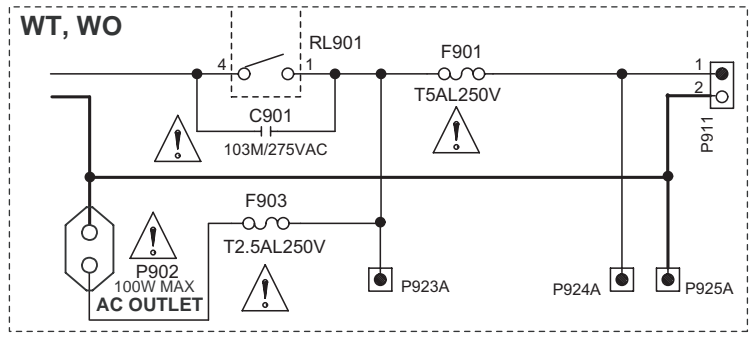 WT, WO
RL901
4
1
C901
103M/275VAC
!
F901
T5AL250V
!
1
2
P911
F903
T2.5AL250V
!
!
P902
100W MAX
AC OUTLET
P923A
P924A
P925A